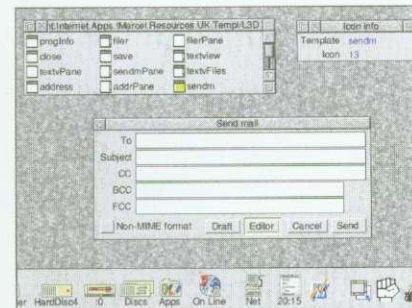 t.Internet.Apps.!Marcel.Resources.UK.Templ/L3D
Icon info
progInfo filer filerPane
Template sendm
close save textview
Icon 13
textvPane sendmPane textvFiles
address addrPane sendm
Send mail
To
Subject
CC
BCC
FCC
Non-MIME format Draft Editor Cancel Send
er HardDisc4 :0 Discs Apps On Line Net 20:15